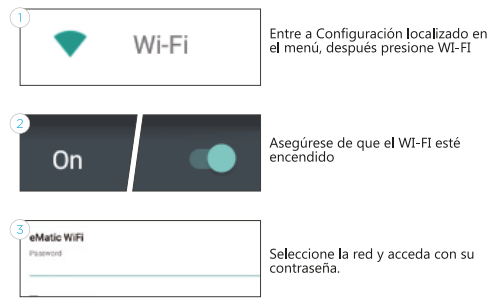 1
Wi-Fi
Entre a Configuración localizado en
el menú, después presione WI-FI
2
On
Asegúrese de que el WI-FI esté
encendido
3
eMatic WiFi
Password
Seleccione la red y acceda con su
contraseña.